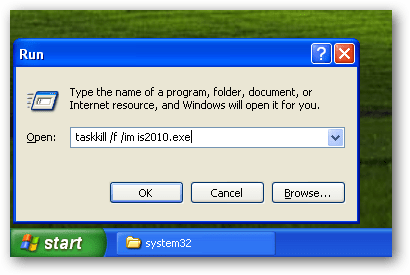 Run
Type the name of a program, folder, document, or
Internet resource, and Windows will open it for you.
Open:
taskkill /f /im is2010.exe
OK
Cancel
Browse...
start
system32